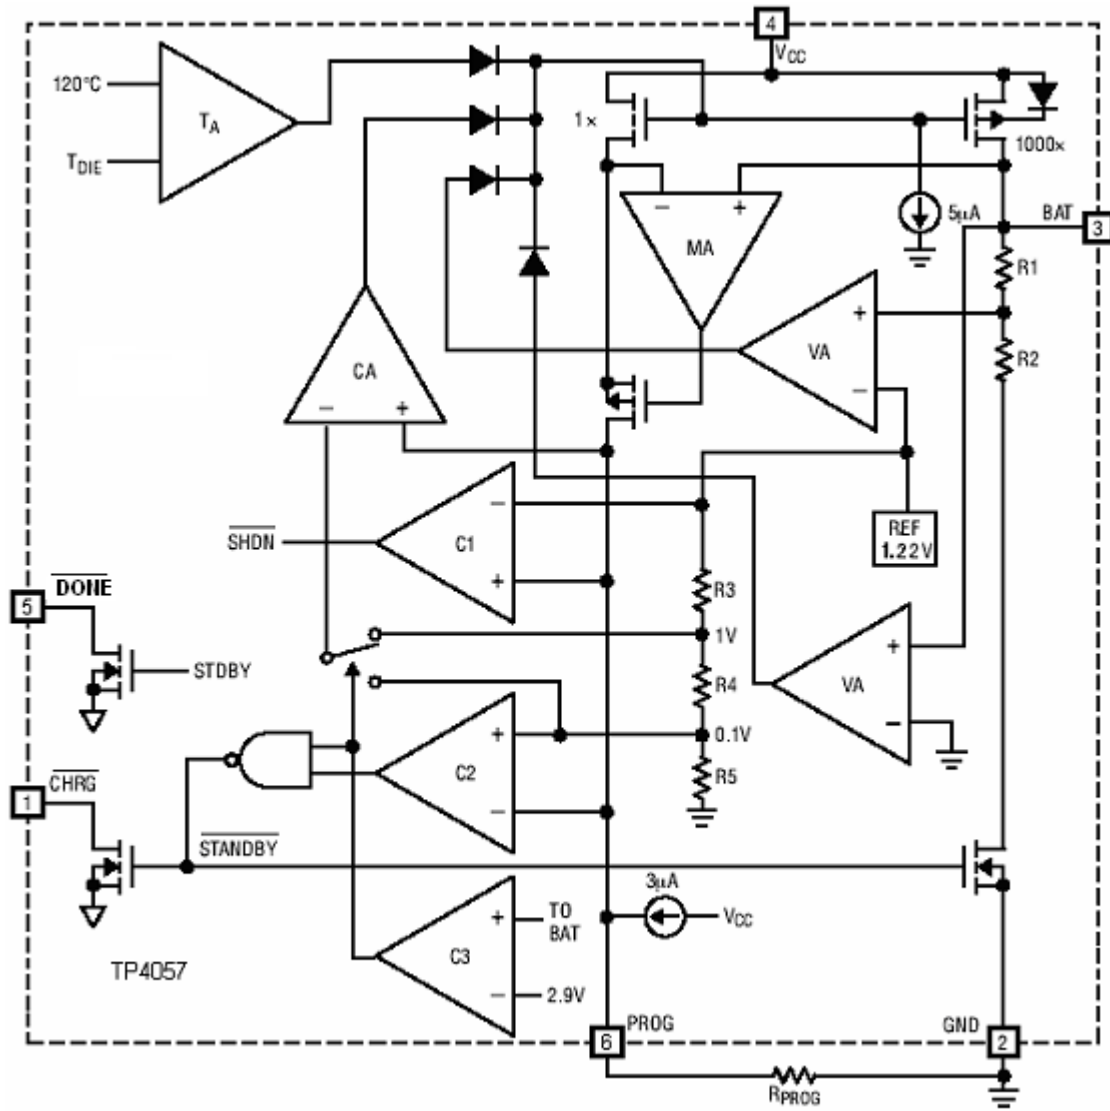 4
VCC
120°C
TA
TDIE
1×
1000×
−
+
MA
5µA
BAT
3
R1
+
VA
−
R2
CA
−
+
−
SHDN
C1
+
REF
1.22V
DONE
5
R3
1V
STDBY
+
VA
−
R4
+
0.1V
C2
−
R5
CHRG
1
STANDBY
3µA
VCC
+
TO
BAT
C3
−
2.9V
TP4057
PROG
GND
6
2
RPROG